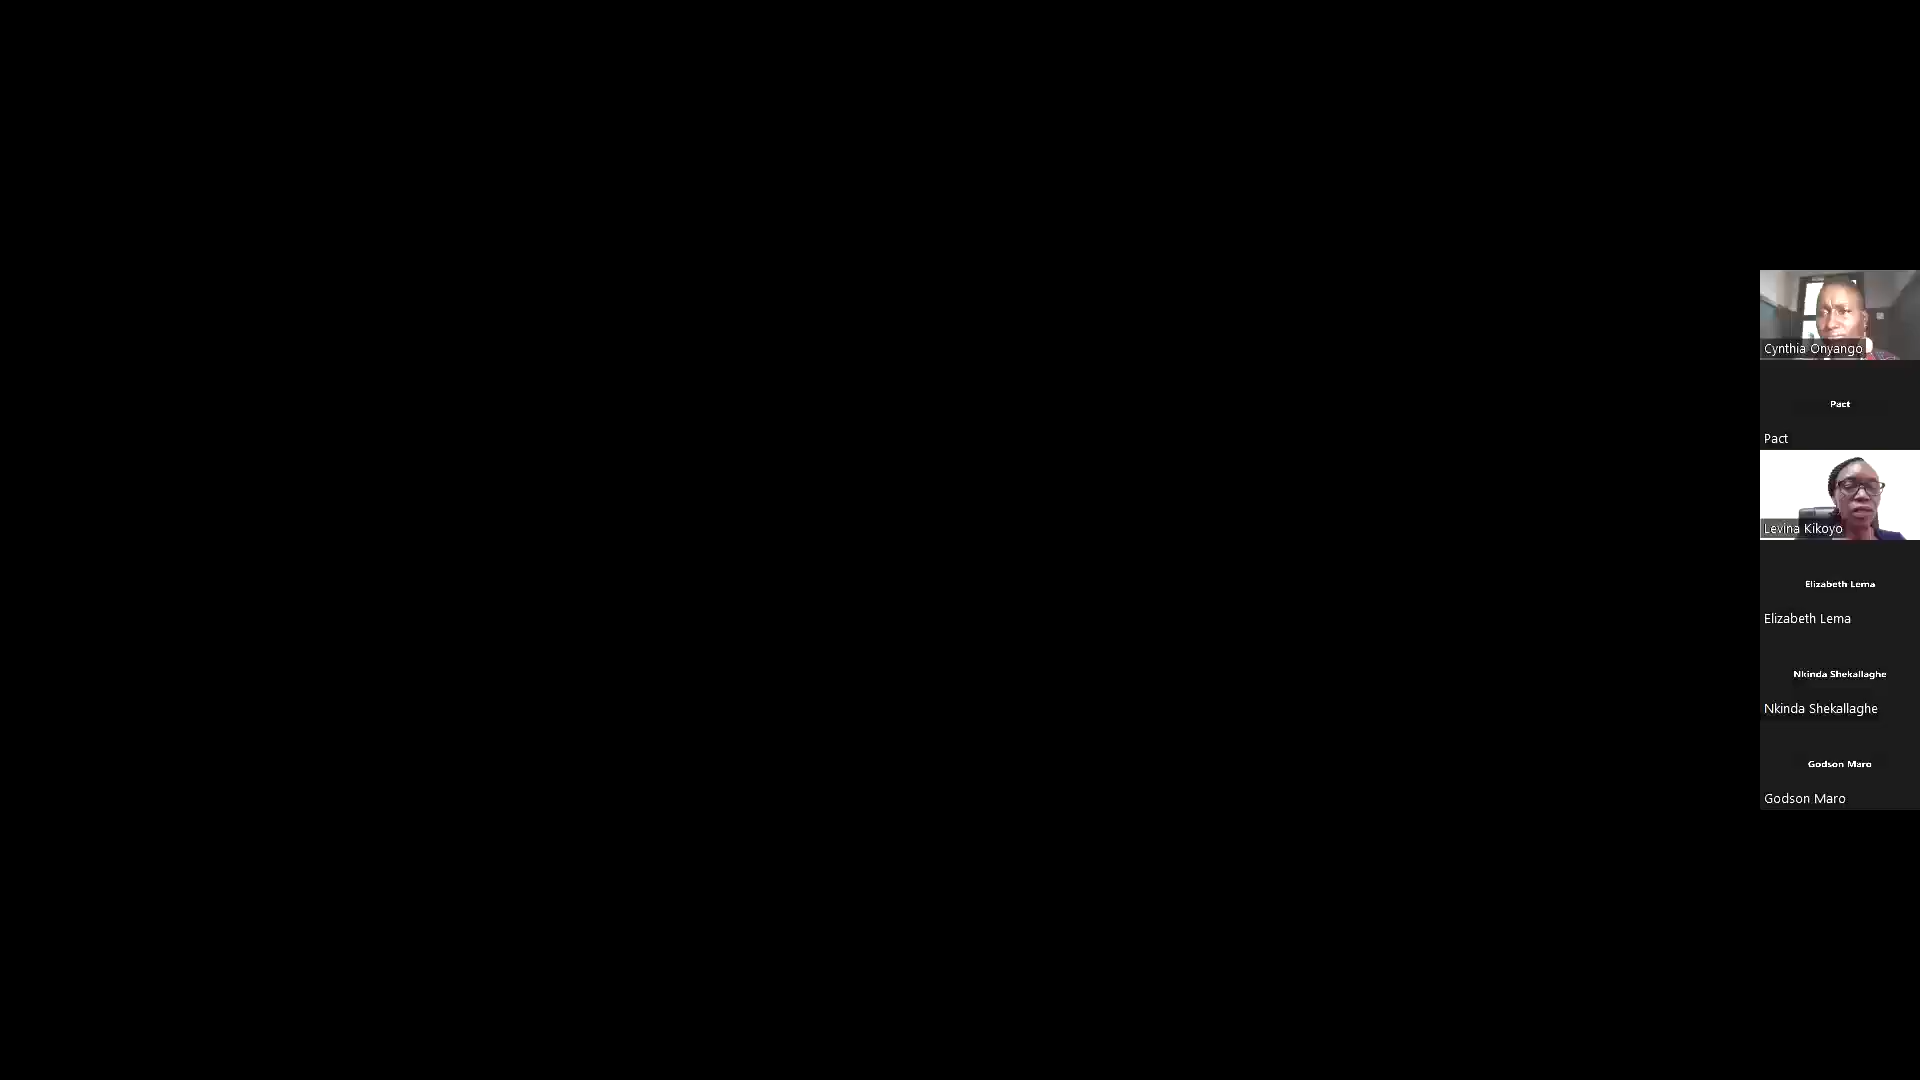 Cynthia Onyango
Pact
Pact
Levina Kikoyo
Elizabeth Lema
Elizabeth Lema
Nkinda Shekallaghe
Nkinda Shekallaghe
Godson Maro
Godson Maro